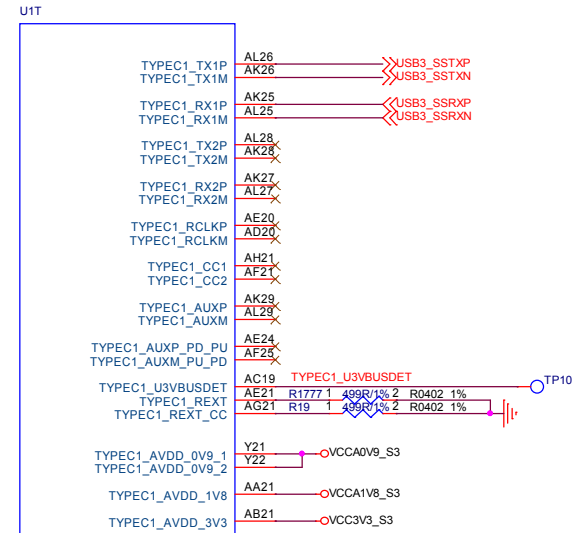 U1T
TYPEC1_TX1P AL26 USB3_SSTXP
TYPEC1_TX1M AK26 USB3_SSTXN
TYPEC1_RX1P AK25 USB3_SSRXP
TYPEC1_RX1M AL25 USB3_SSRXN
TYPEC1_TX2P AL28
TYPEC1_TX2M AK28
TYPEC1_RX2P AK27
TYPEC1_RX2M AL27
TYPEC1_RCLKP AE20
TYPEC1_RCLKM AD20
TYPEC1_CC1 AH21
TYPEC1_CC2 AF21
TYPEC1_AUXP AK29
TYPEC1_AUXM AL29
TYPEC1_AUXP_PD_PU AE24
TYPEC1_AUXM_PU_PD AF25
TYPEC1_U3VBUSDET AC19 TYPEC1_U3VBUSDET TP10
TYPEC1_REXT AE21 R1777 1 499R/1% 2 R0402 1%
TYPEC1_REXT_CC AG21 R19 1 499R/1% 2 R0402 1%
TYPEC1_AVDD_0V9_1 Y21 VCCA0V9_S3
TYPEC1_AVDD_0V9_2 Y22
TYPEC1_AVDD_1V8 AA21 VCCA1V8_S3
TYPEC1_AVDD_3V3 AB21 VCC3V3_S3